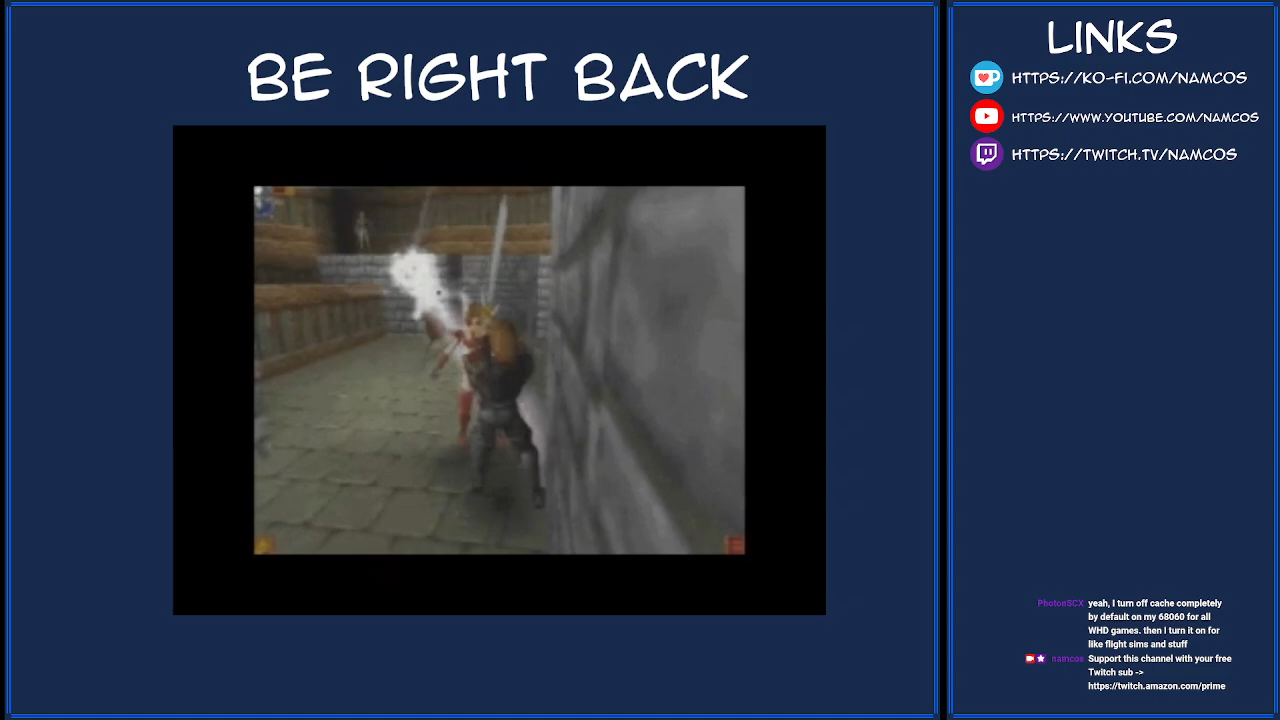 BE RIGHT BACK
LINKS
HTTPS://KO-FI.COM/NAMCOS
HTTPS://WWW.YOUTUBE.COM/NAMCOS
HTTPS://TWITCH.TV/NAMCOS
PhotonSCX yeah, I turn off cache completely
by default on my 68060 for all
WHD games. then I turn it on for
like flight sims and stuff
namcos Support this channel with your free
Twitch sub ->
https://twitch.amazon.com/prime